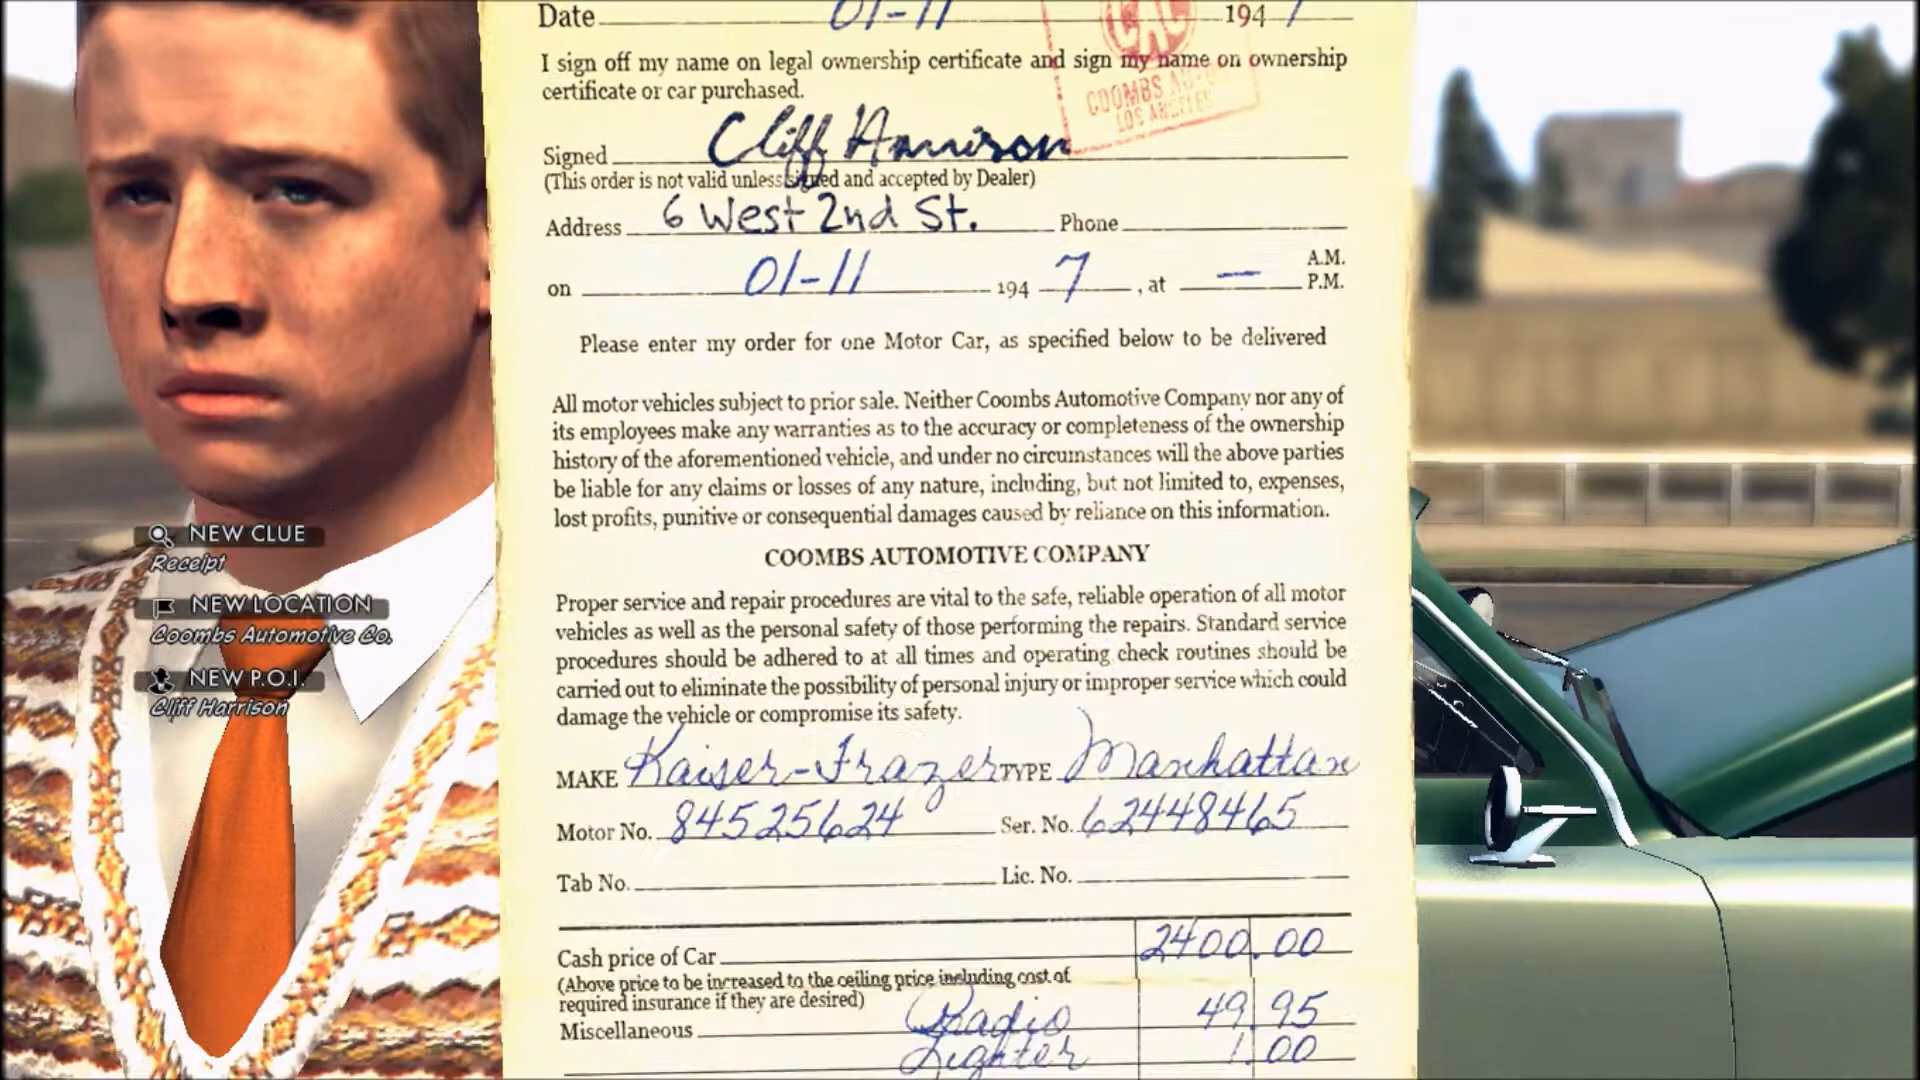 Date 01-11 1947
CAC
COOMBS AUTO
LOS ANGELES
I sign off my name on legal ownership certificate and sign my name on ownership
certificate or car purchased.
Signed Cliff Harrison
(This order is not valid unless signed and accepted by Dealer)
Address 6 West 2nd St. Phone
on 01-11 194 7, at — A.M.
P.M.
Please enter my order for one Motor Car, as specified below to be delivered
All motor vehicles subject to prior sale. Neither Coombs Automotive Company nor any of
its employees make any warranties as to the accuracy or completeness of the ownership
history of the aforementioned vehicle, and under no circumstances will the above parties
be liable for any claims or losses of any nature, including, but not limited to, expenses,
lost profits, punitive or consequential damages caused by reliance on this information.
COOMBS AUTOMOTIVE COMPANY
Proper service and repair procedures are vital to the safe, reliable operation of all motor
vehicles as well as the personal safety of those performing the repairs. Standard service
procedures should be adhered to at all times and operating check routines should be
carried out to eliminate the possibility of personal injury or improper service which could
damage the vehicle or compromise its safety.
MAKE Kaiser-Frazer TYPE Manhattan
Motor No. 84525624 Ser. No. 62448465
Tab No. Lic. No.
Cash price of Car 2400.00
(Above price to be increased to the ceiling price including cost of
required insurance if they are desired)
Miscellaneous Radio 49.95
Lighter 1.00
NEW CLUE
Receipt
NEW LOCATION
Coombs Automotive Co.
NEW P.O.I.
Cliff Harrison